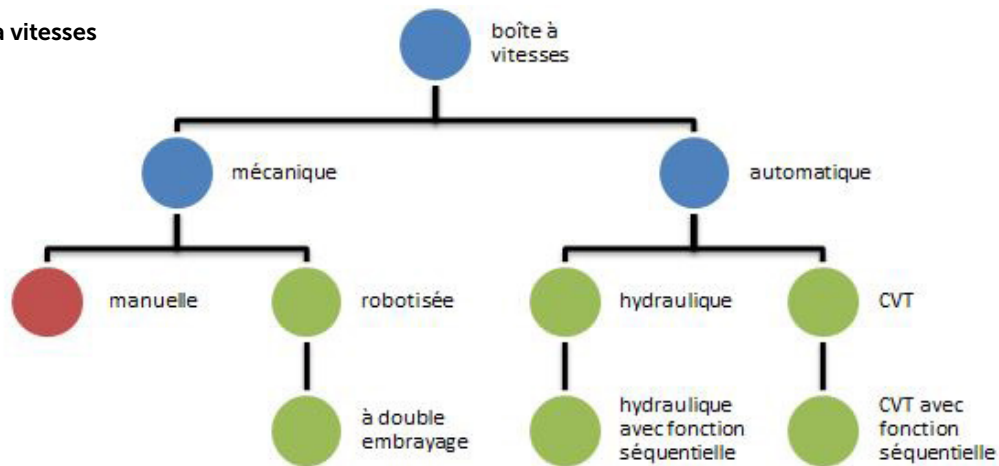 à vitesses
boîte à
vitesses
mécanique
automatique
manuelle
robotisée
hydraulique
CVT
à double
embrayage
hydraulique
avec fonction
séquentielle
CVT avec
fonction
séquentielle